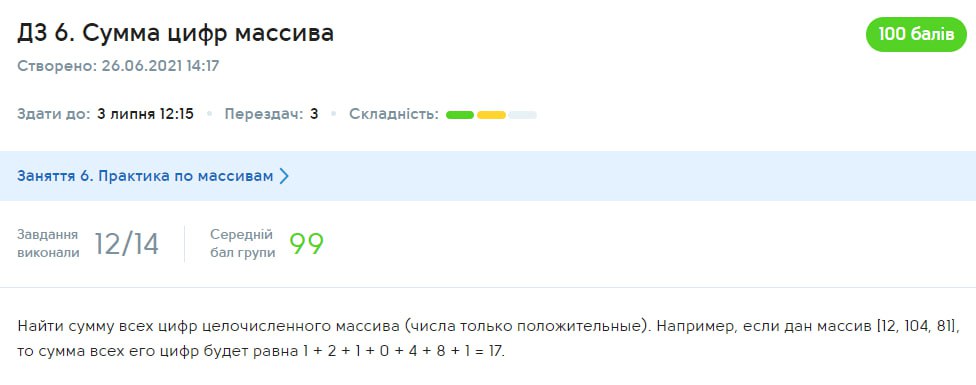 ДЗ 6. Сумма цифр массива
100 балів
Створено: 26.06.2021 14:17
Здати до: 3 липня 12:15 • Перездач: 3 • Складність:
Заняття 6. Практика по массивам >
Завдання виконали 12/14
Середній бал групи 99
Найти сумму всех цифр целочисленного массива (числа только положительные). Например, если дан массив [12, 104, 81],
то сумма всех его цифр будет равна 1 + 2 + 1 + 0 + 4 + 8 + 1 = 17.